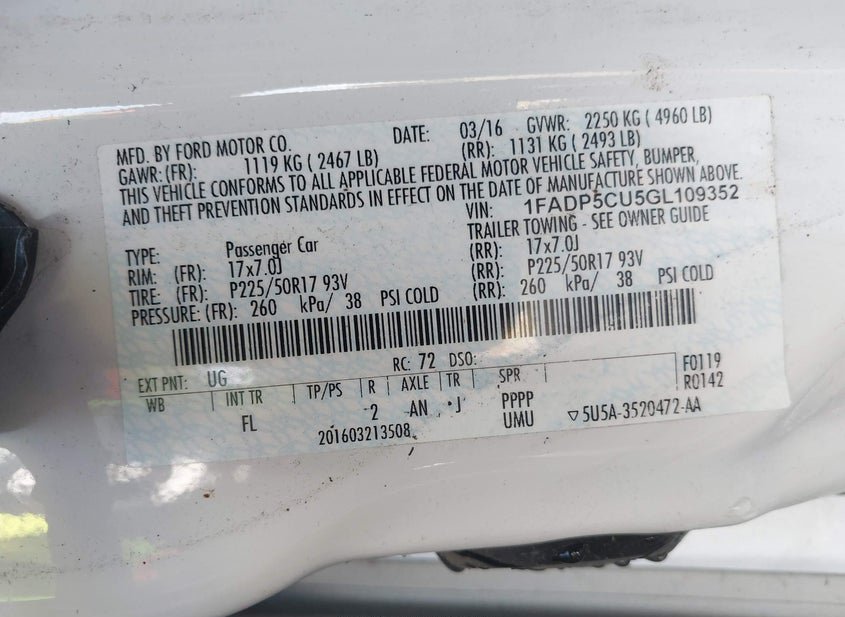 MFD. BY FORD MOTOR CO. DATE: 03/16 GVWR: 2250 KG ( 4960 LB)
GAWR: (FR): 1119 KG ( 2467 LB) (RR): 1131 KG ( 2493 LB)
THIS VEHICLE CONFORMS TO ALL APPLICABLE FEDERAL MOTOR VEHICLE SAFETY, BUMPER,
AND THEFT PREVENTION STANDARDS IN EFFECT ON THE DATE OF MANUFACTURE SHOWN ABOVE.
VIN: 1FADP5CU5GL109352
TYPE: Passenger Car TRAILER TOWING - SEE OWNER GUIDE
RIM: (FR): 17x7.0J (RR): 17x7.0J
TIRE: (FR): P225/50R17 93V (RR): P225/50R17 93V
PRESSURE: (FR): 260 kPa/ 38 PSI COLD (RR): 260 kPa/ 38 PSI COLD
EXT PNT: UG RC: 72 DSO: F0119
WB INT TR TP/PS R AXLE TR SPR R0142
FL 2 AN •J PPPP
201603213508 UMU ▽5U5A-3520472-AA